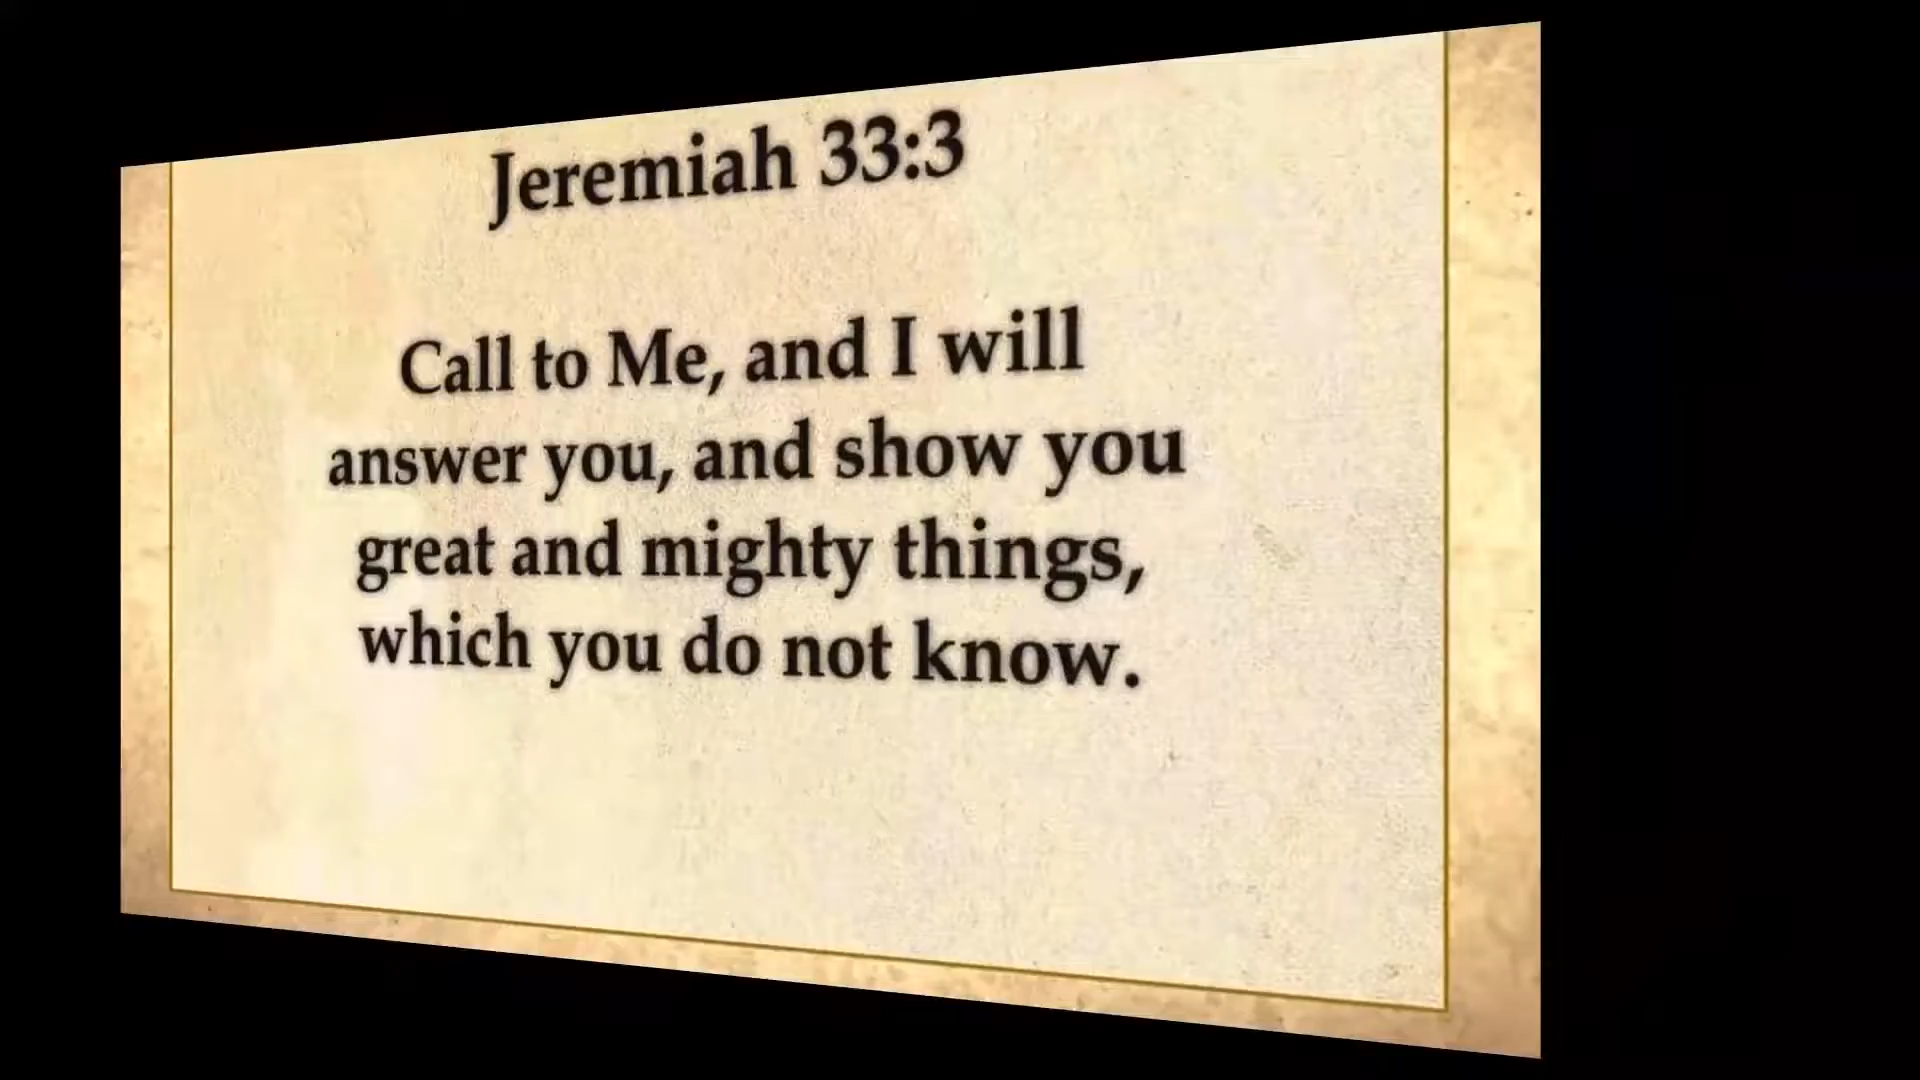 Jeremiah 33:3
Call to Me, and I will
answer you, and show you
great and mighty things,
which you do not know.